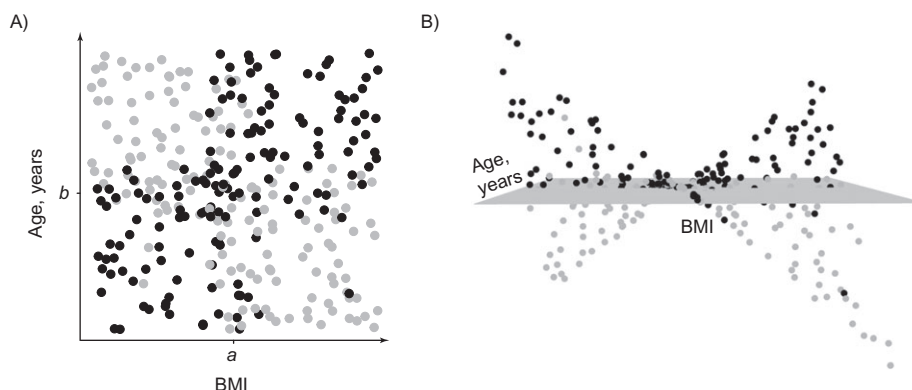 A)
Age, years
b
a
BMI
B)
Age,
years
BMI